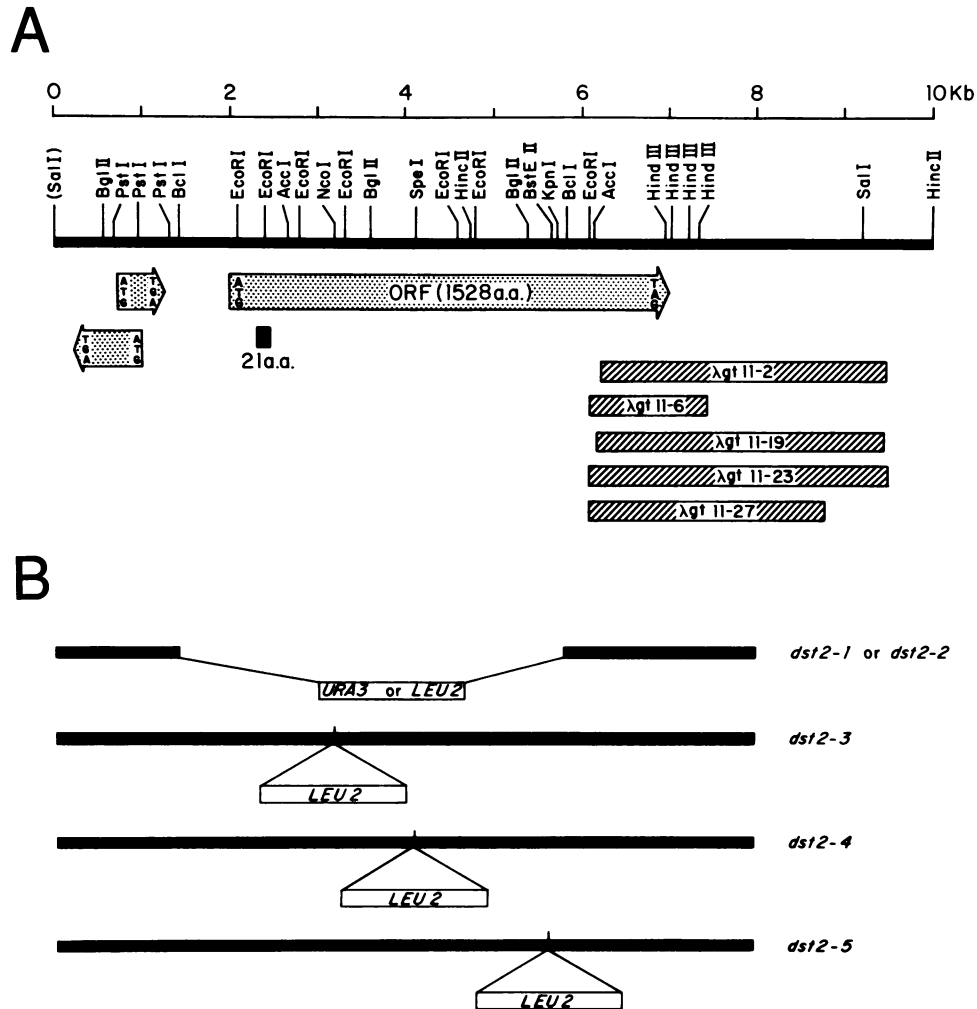 A
0 2 4 6 8 10 Kb
(Sal I)
Bgl II
Pst I
Pst I
Pst I
Bcl I
EcoRI
EcoRI
Acc I
EcoRI
Nco I
EcoRI
Bgl II
Spe I
EcoRI
Hinc II
EcoRI
Bgl II
BstE II
Kpn I
Bcl I
EcoRI
Acc I
Hind III
Hind III
Hind III
Hind III
Sal I
Hinc II
ATG TGA
ATG ORF (1528a.a.) TAG
TGA ATG
21a.a.
λgt 11-2
λgt 11-6
λgt 11-19
λgt 11-23
λgt 11-27
B
URA3 or LEU2 dst2-1 or dst2-2
dst2-3
LEU2
dst2-4
LEU2
dst2-5
LEU2